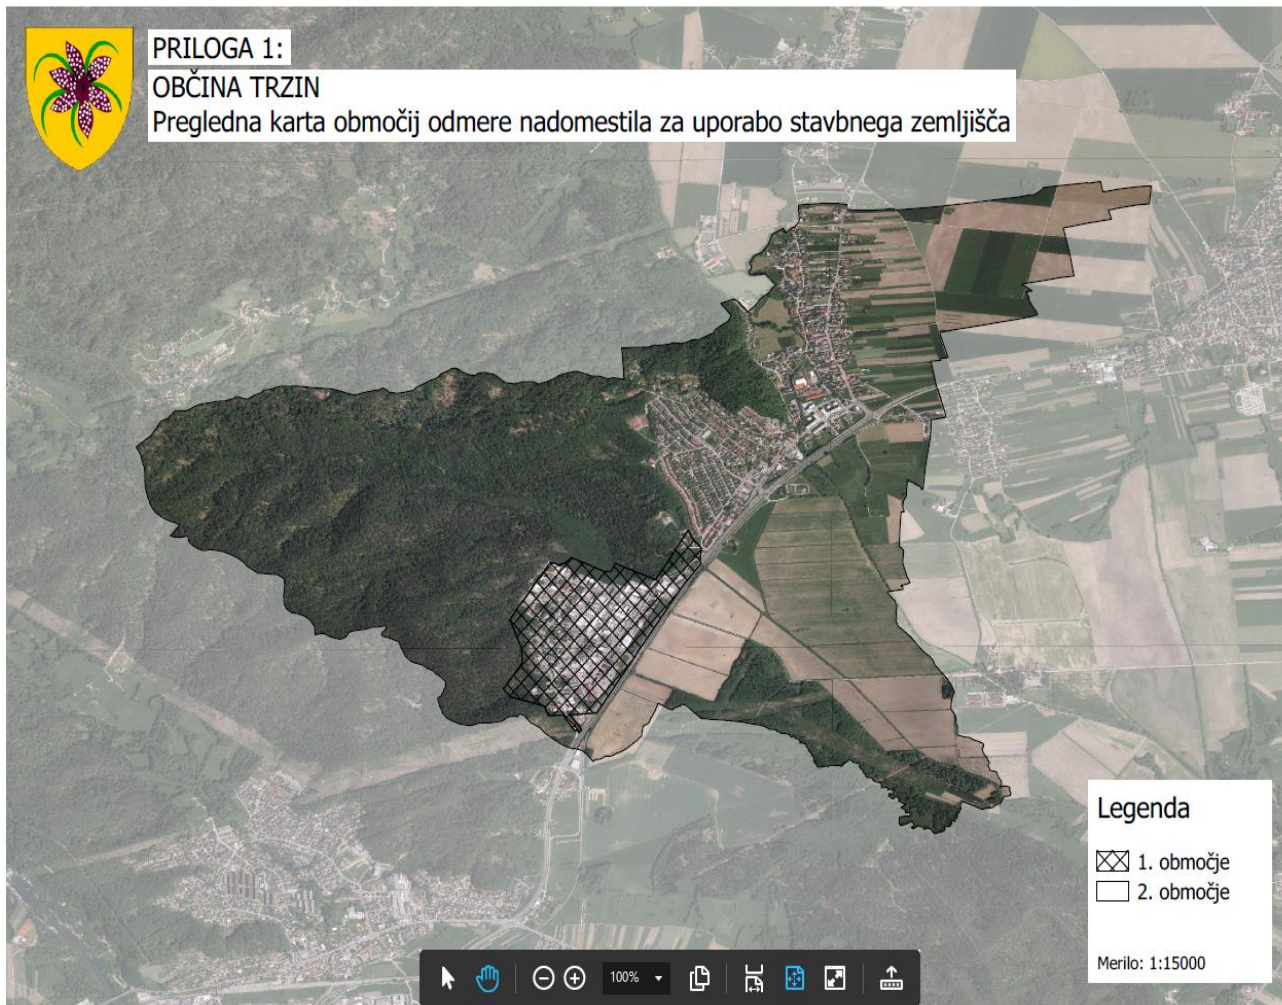 PRILOGA 1:
OBČINA TRZIN
Pregledna karta območij odmere nadomestila za uporabo stavbnega zemljišča
Legenda
1. območje
2. območje
Merilo: 1:15000
100%